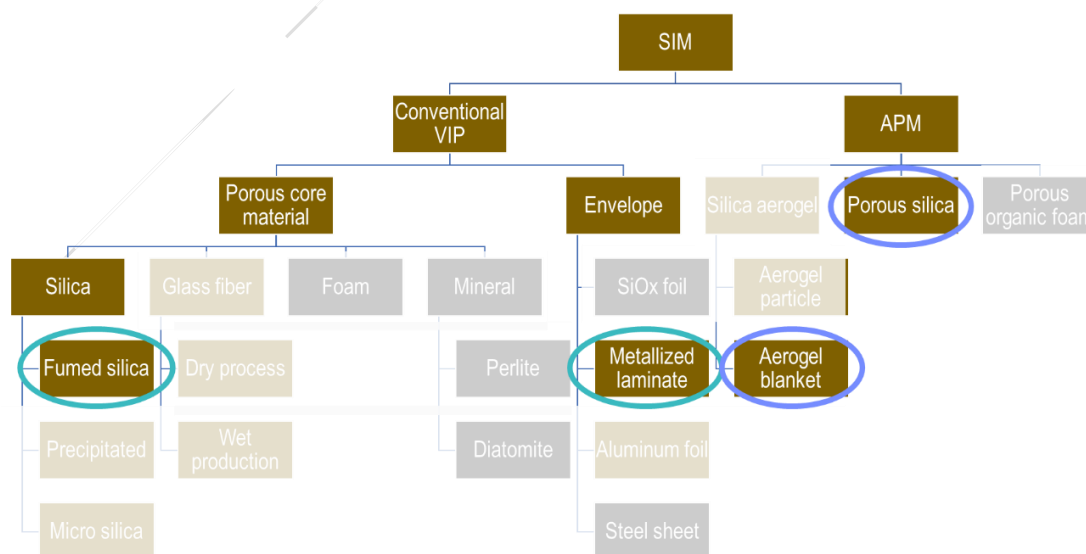 SIM
Conventional
VIP
APM
Porous core
material
Envelope
Silica aerogel
Porous silica
Porous
organic foam
Silica
Glass fiber
Foam
Mineral
SiOx foil
Aerogel
particle
Fumed silica
Dry process
Perlite
Metallized
laminate
Aerogel
blanket
Precipitated
Wet
production
Diatomite
Aluminum foil
Micro silica
Steel sheet